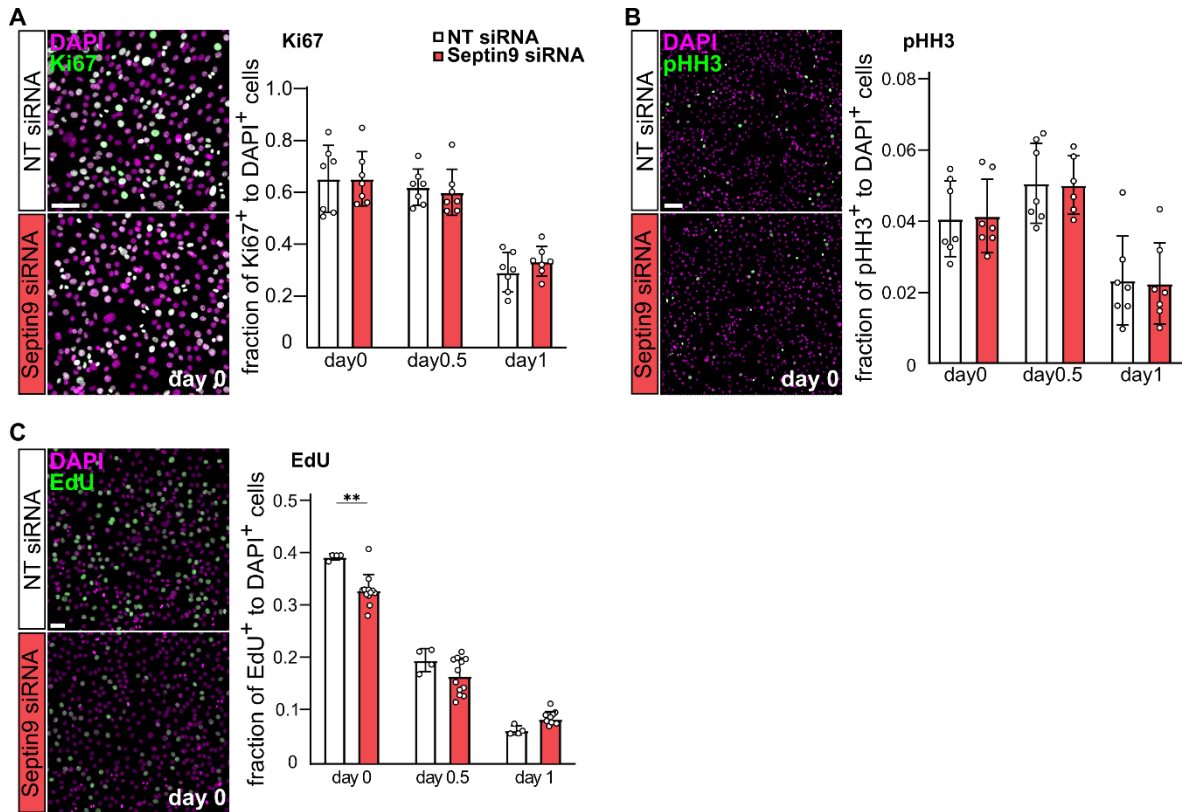 A
NT siRNA
Septin9 siRNA
DAPI
Ki67
day 0
Ki67
NT siRNA
Septin9 siRNA
fraction of Ki67⁺ to DAPI⁺ cells
1.0
0.8
0.6
0.4
0.2
0
day0 day0.5 day1
B
NT siRNA
Septin9 siRNA
DAPI
pHH3
day 0
pHH3
fraction of pHH3⁺ to DAPI⁺ cells
0.08
0.06
0.04
0.02
0
day0 day0.5 day1
C
NT siRNA
Septin9 siRNA
DAPI
EdU
day 0
EdU
fraction of EdU⁺ to DAPI⁺ cells
0.5
0.4
0.3
0.2
0.1
0
**
day 0 day 0.5 day 1